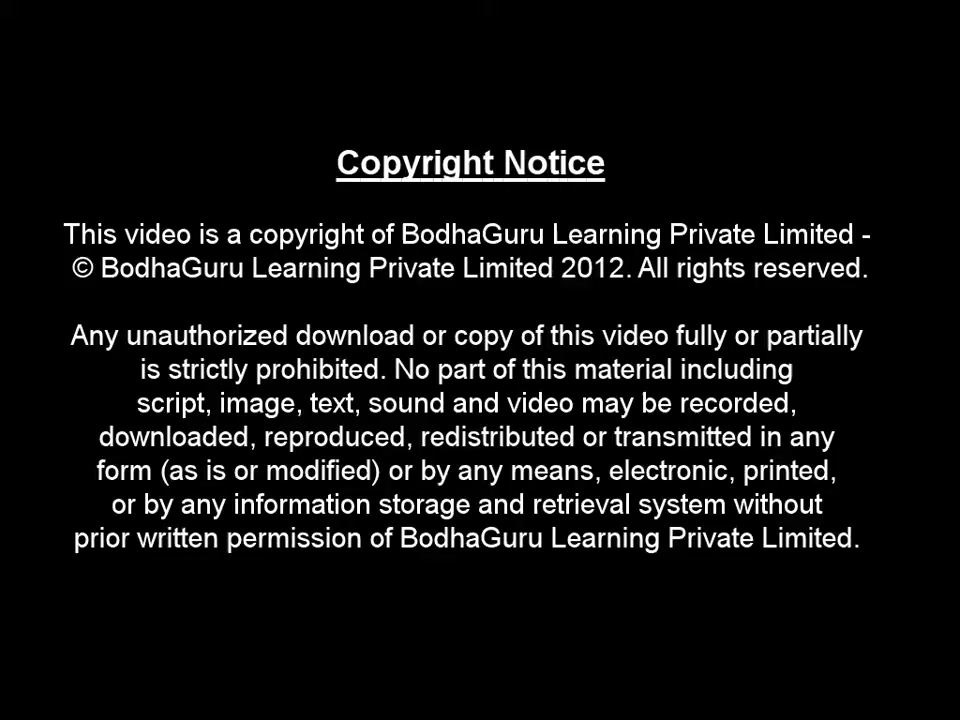 Copyright Notice
This video is a copyright of BodhaGuru Learning Private Limited -
© BodhaGuru Learning Private Limited 2012. All rights reserved.
Any unauthorized download or copy of this video fully or partially
is strictly prohibited. No part of this material including
script, image, text, sound and video may be recorded,
downloaded, reproduced, redistributed or transmitted in any
form (as is or modified) or by any means, electronic, printed,
or by any information storage and retrieval system without
prior written permission of BodhaGuru Learning Private Limited.